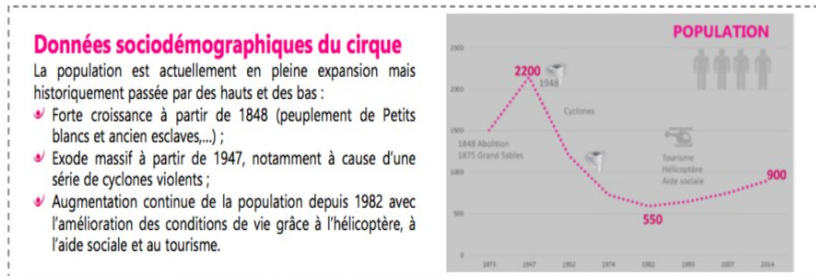 Données sociodémographiques du cirque
La population est actuellement en pleine expansion mais
historiquement passée par des hauts et des bas :
Forte croissance à partir de 1848 (peuplement de Petits
blancs et ancien esclaves,...) ;
Exode massif à partir de 1947, notamment à cause d'une
série de cyclones violents ;
Augmentation continue de la population depuis 1982 avec
l'amélioration des conditions de vie grâce à l'hélicoptère, à
l'aide sociale et au tourisme.
POPULATION
2500
2200
1948
2000
Cyclones
1500
1848 Abolition
1875 Grand Sables
Tourisme
Hélicoptère
Aide sociale
1000
900
500
550
0
1873 1947 1962 1974 1982 1990 2007 2014